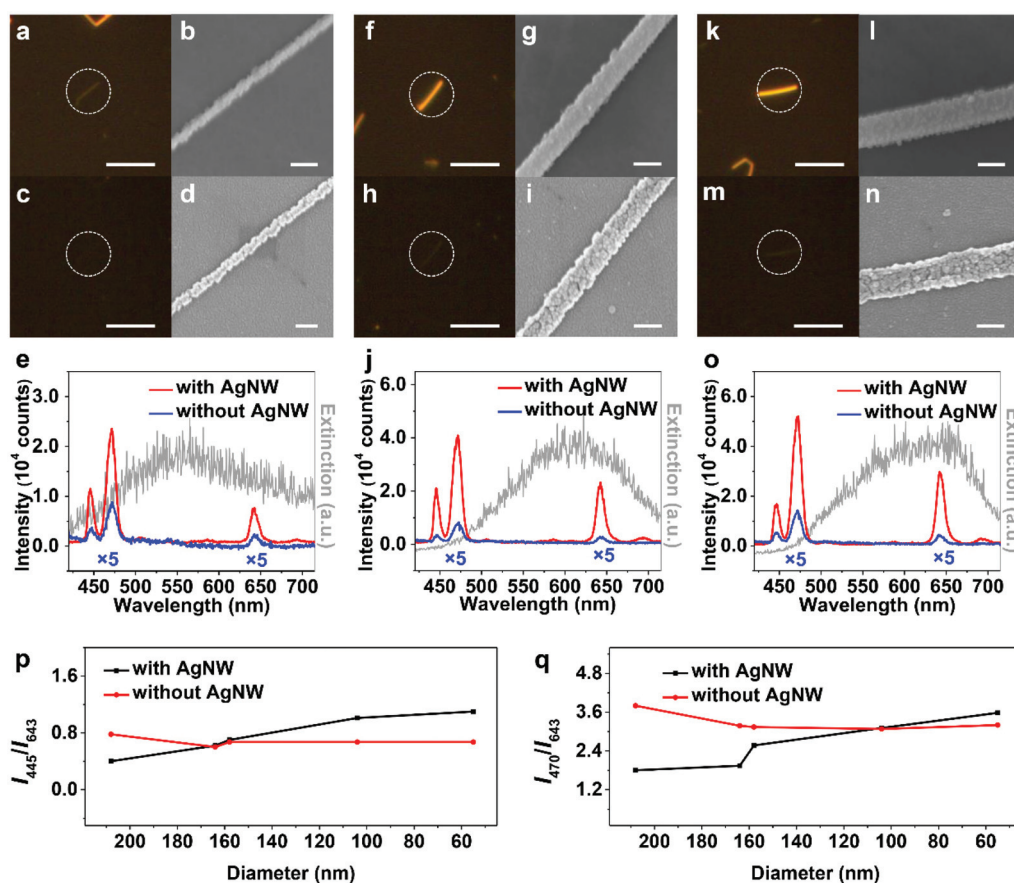 a b f g k l
c d h i m n
e j o
with AgNW
without AgNW
Intensity (10⁴ counts)
3.0
2.0
1.0
0.0
×5 ×5
450 500 550 600 650 700
Wavelength (nm)
Extinction (a.u.)
with AgNW
without AgNW
Intensity (10⁴ counts)
6.0
4.0
2.0
0.0
×5 ×5
450 500 550 600 650 700
Wavelength (nm)
Extinction (a.u.)
with AgNW
without AgNW
Intensity (10⁴ counts)
6.0
4.0
2.0
0.0
×5 ×5
450 500 550 600 650 700
Wavelength (nm)
Extinction (a.u.)
p
with AgNW
without AgNW
I₄₄₅/I₆₄₃
1.6
0.8
0.0
200 180 160 140 120 100 80 60
Diameter (nm)
q
with AgNW
without AgNW
I₄₇₀/I₆₄₃
4.8
3.6
2.4
1.2
200 180 160 140 120 100 80 60
Diameter (nm)